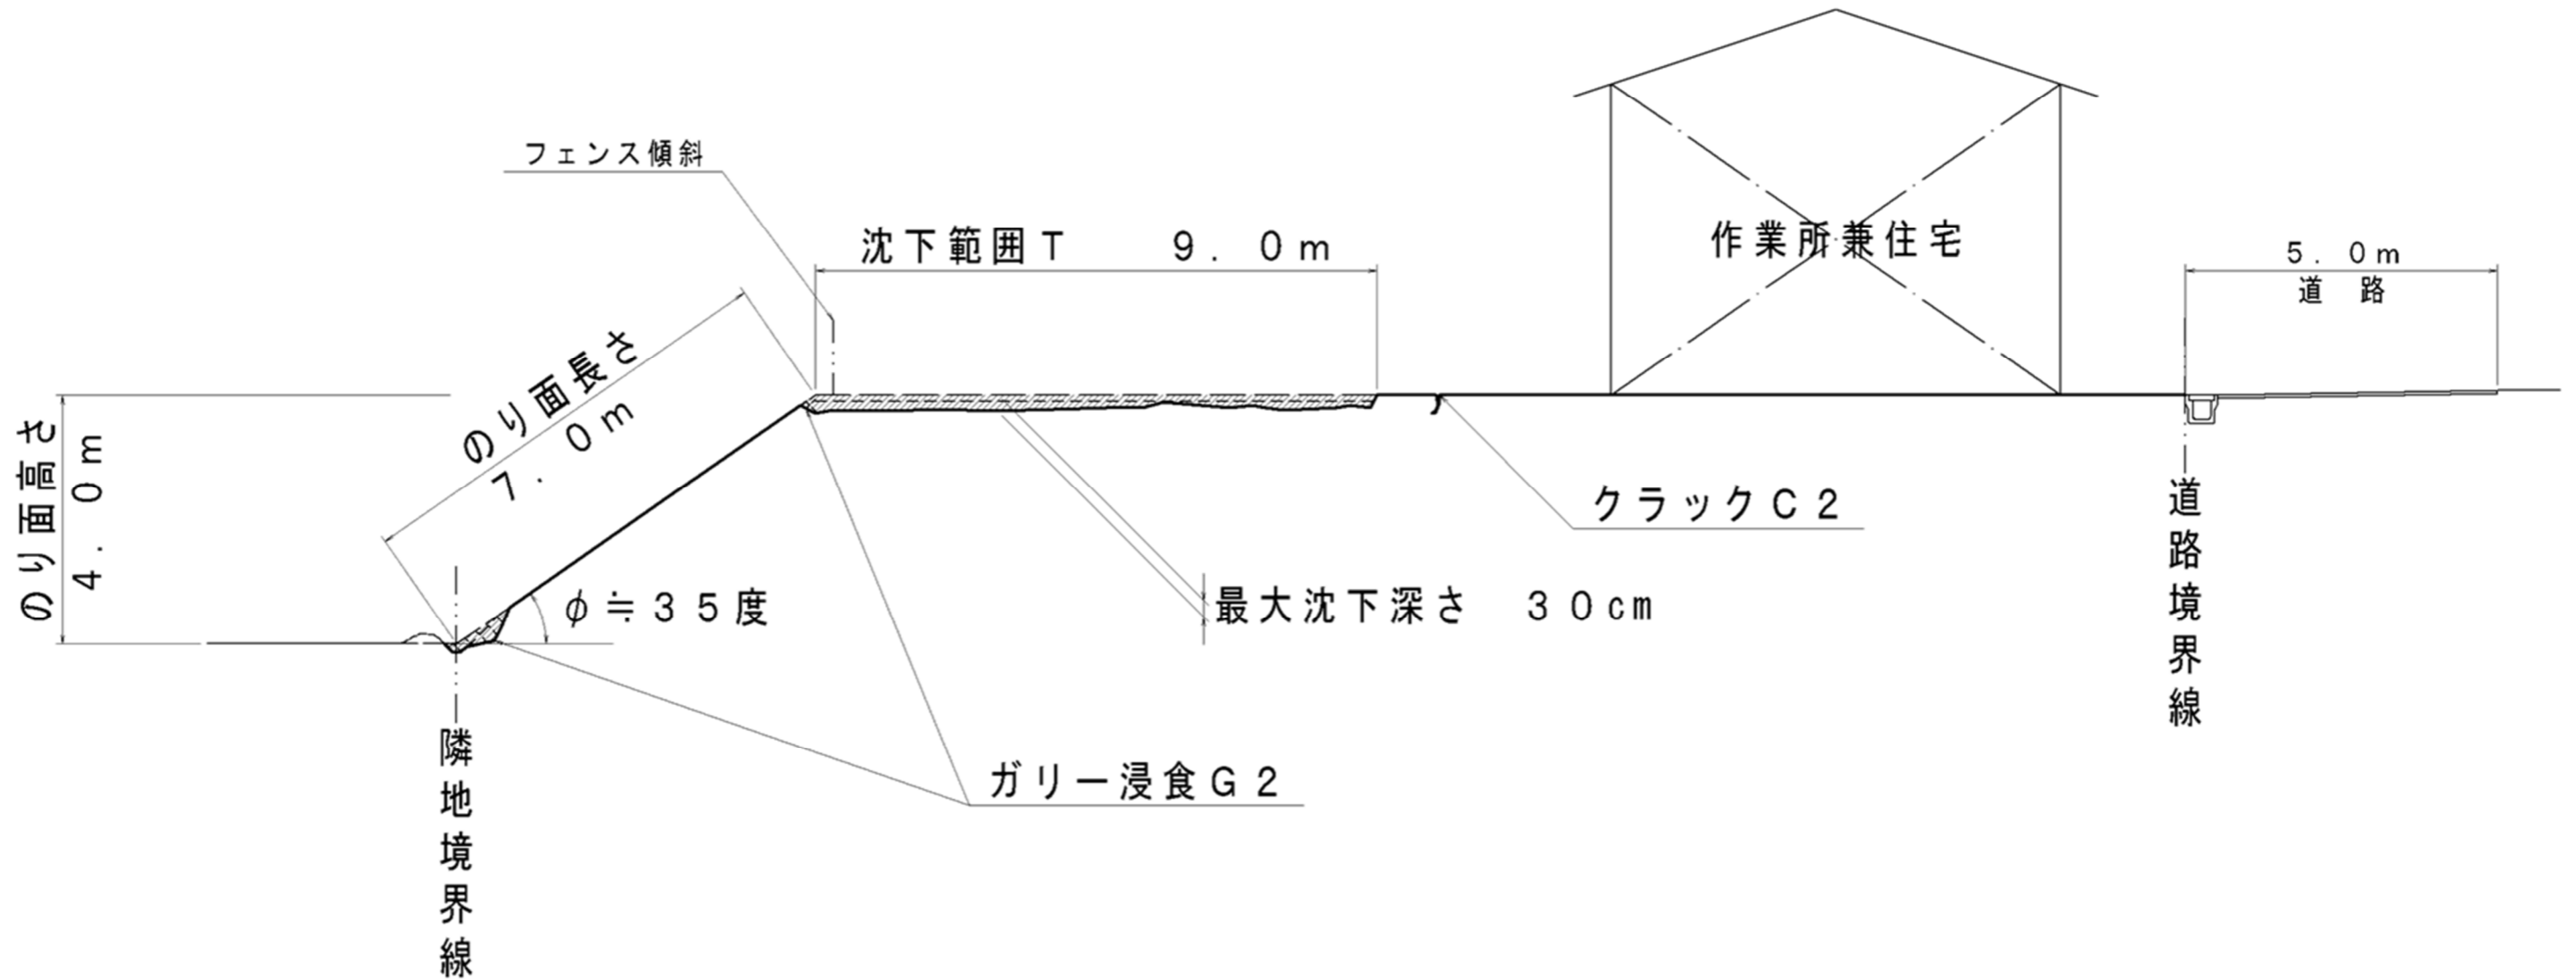 フェンス傾斜
沈下範囲T 9.0m
作業所兼住宅
5.0m
道 路
のり面長さ
7.0m
のり面高さ
4.0m
クラックC2
道路境界線
φ≒35度
最大沈下深さ 30cm
ガリー浸食G2
隣地境界線